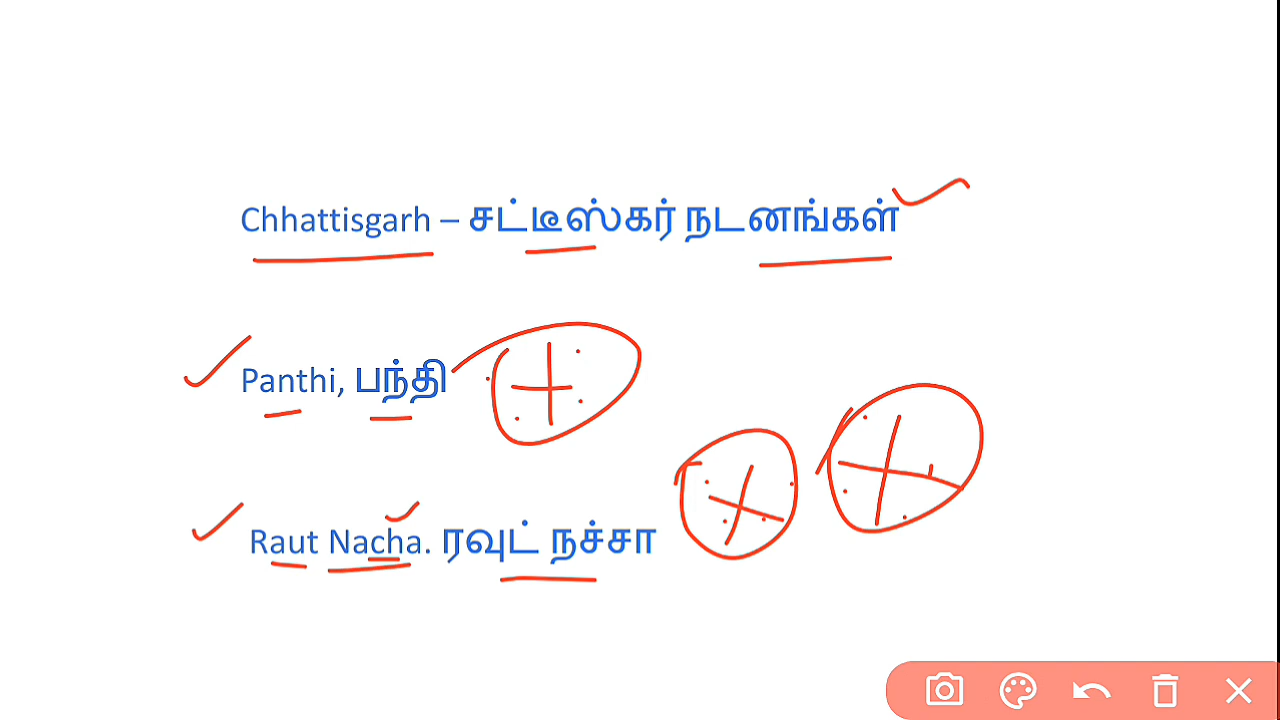 Chhattisgarh – சட்டீஸ்கர் நடனங்கள்
Panthi, பந்தி
Raut Nacha. ரவுட் நச்சா